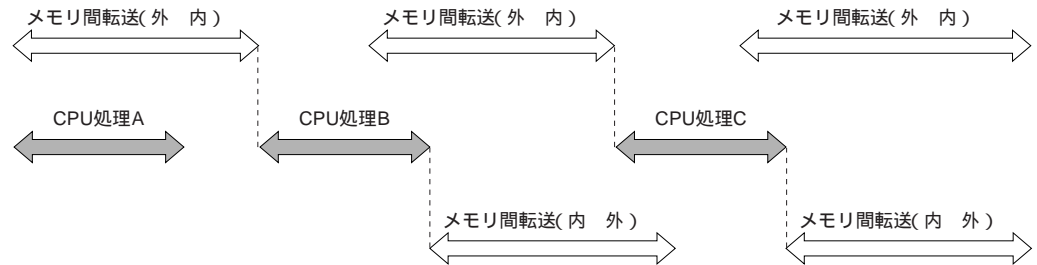 メモリ間転送( 外　内 )
メモリ間転送( 外　内 )
メモリ間転送( 外　内 )
CPU処理A
CPU処理B
CPU処理C
メモリ間転送( 内　外 )
メモリ間転送( 内　外 )